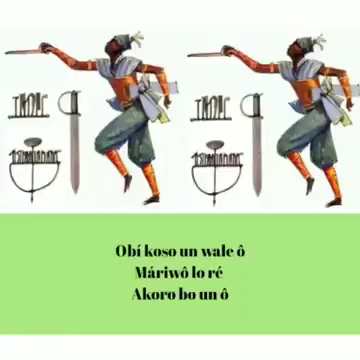 Obí koso un wale ô
Máriwô lo ré
Akoro bo un ô